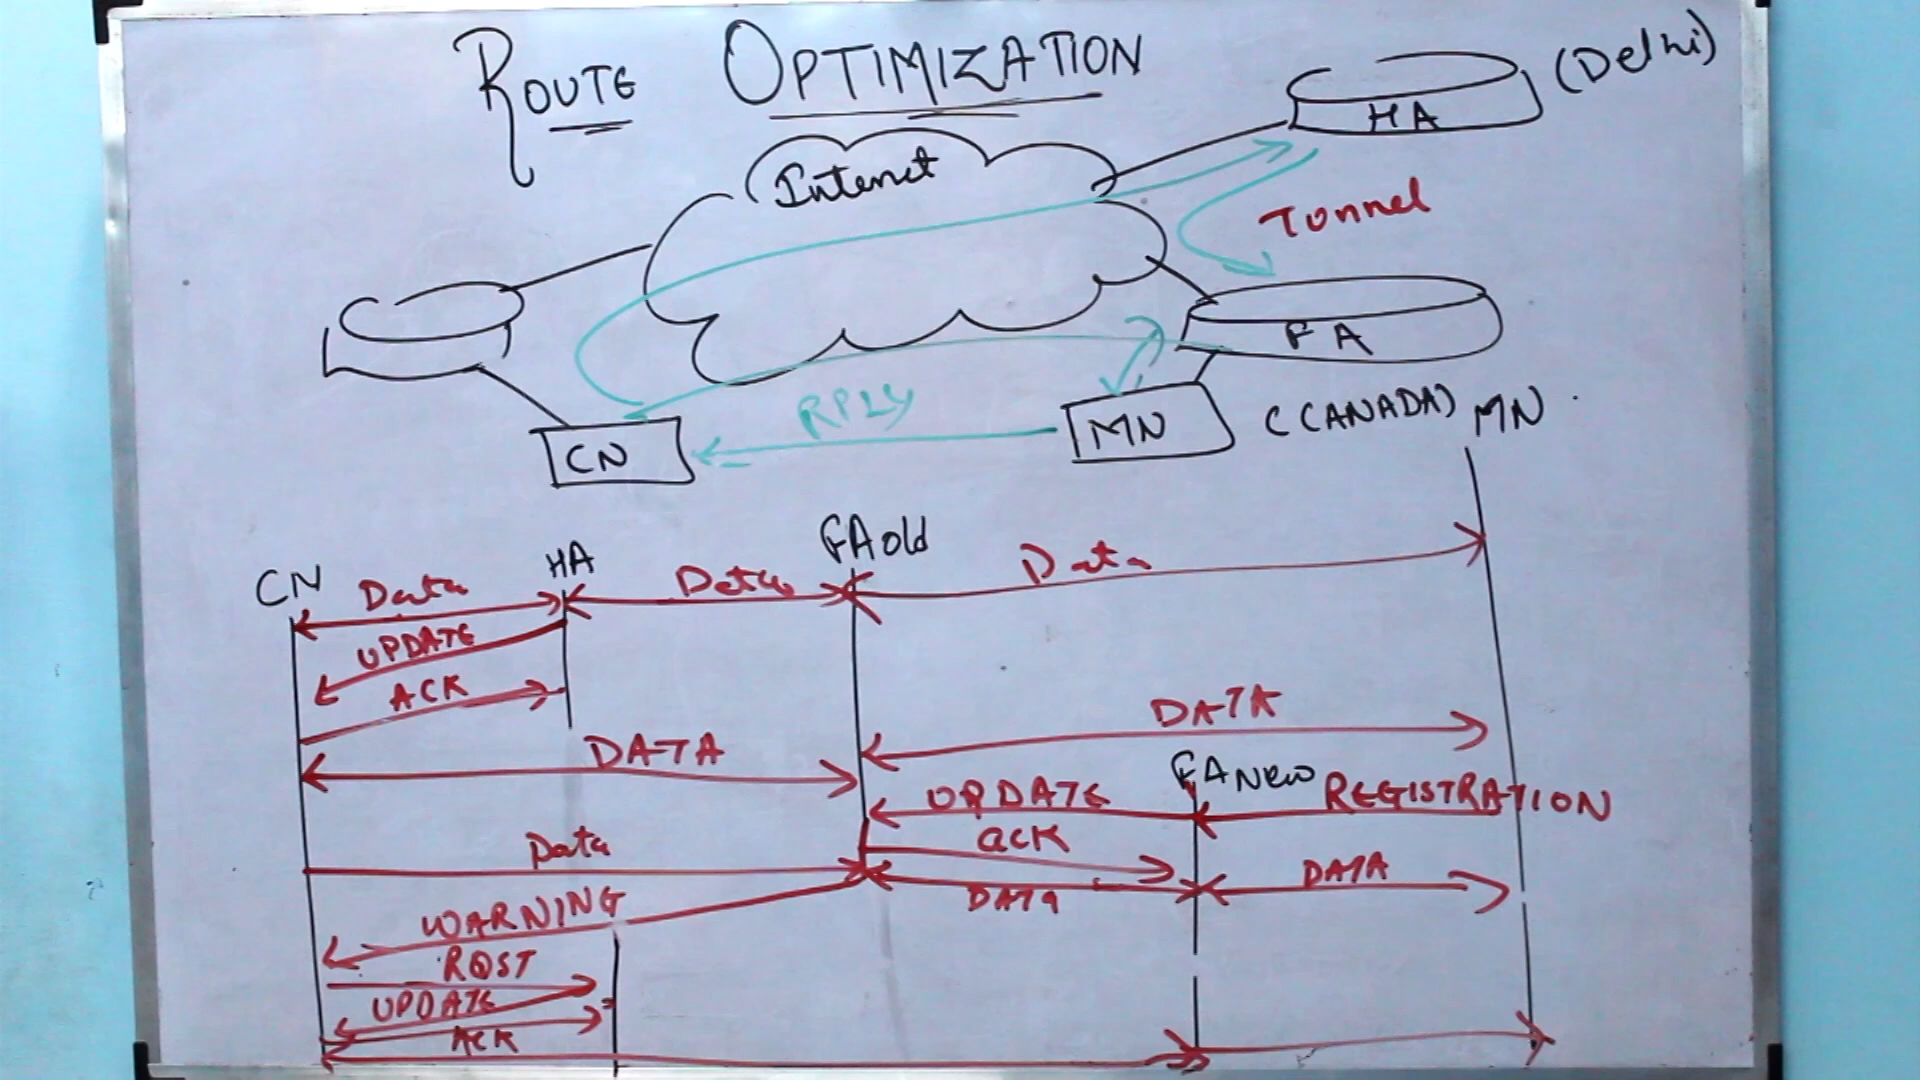 ROUTE OPTIMIZATION
(Delhi)
HA
Internet
Tunnel
FA
RPLY
MN
(CANADA)
MN
CN
CN
HA
FA old
Data
Data
Data
UPDATE
ACK
DATA
DATA
FA New
UPDATE
REGISTRATION
ack
Data
DATA
DATA
WARNING
RQST
UPDATE
ACK